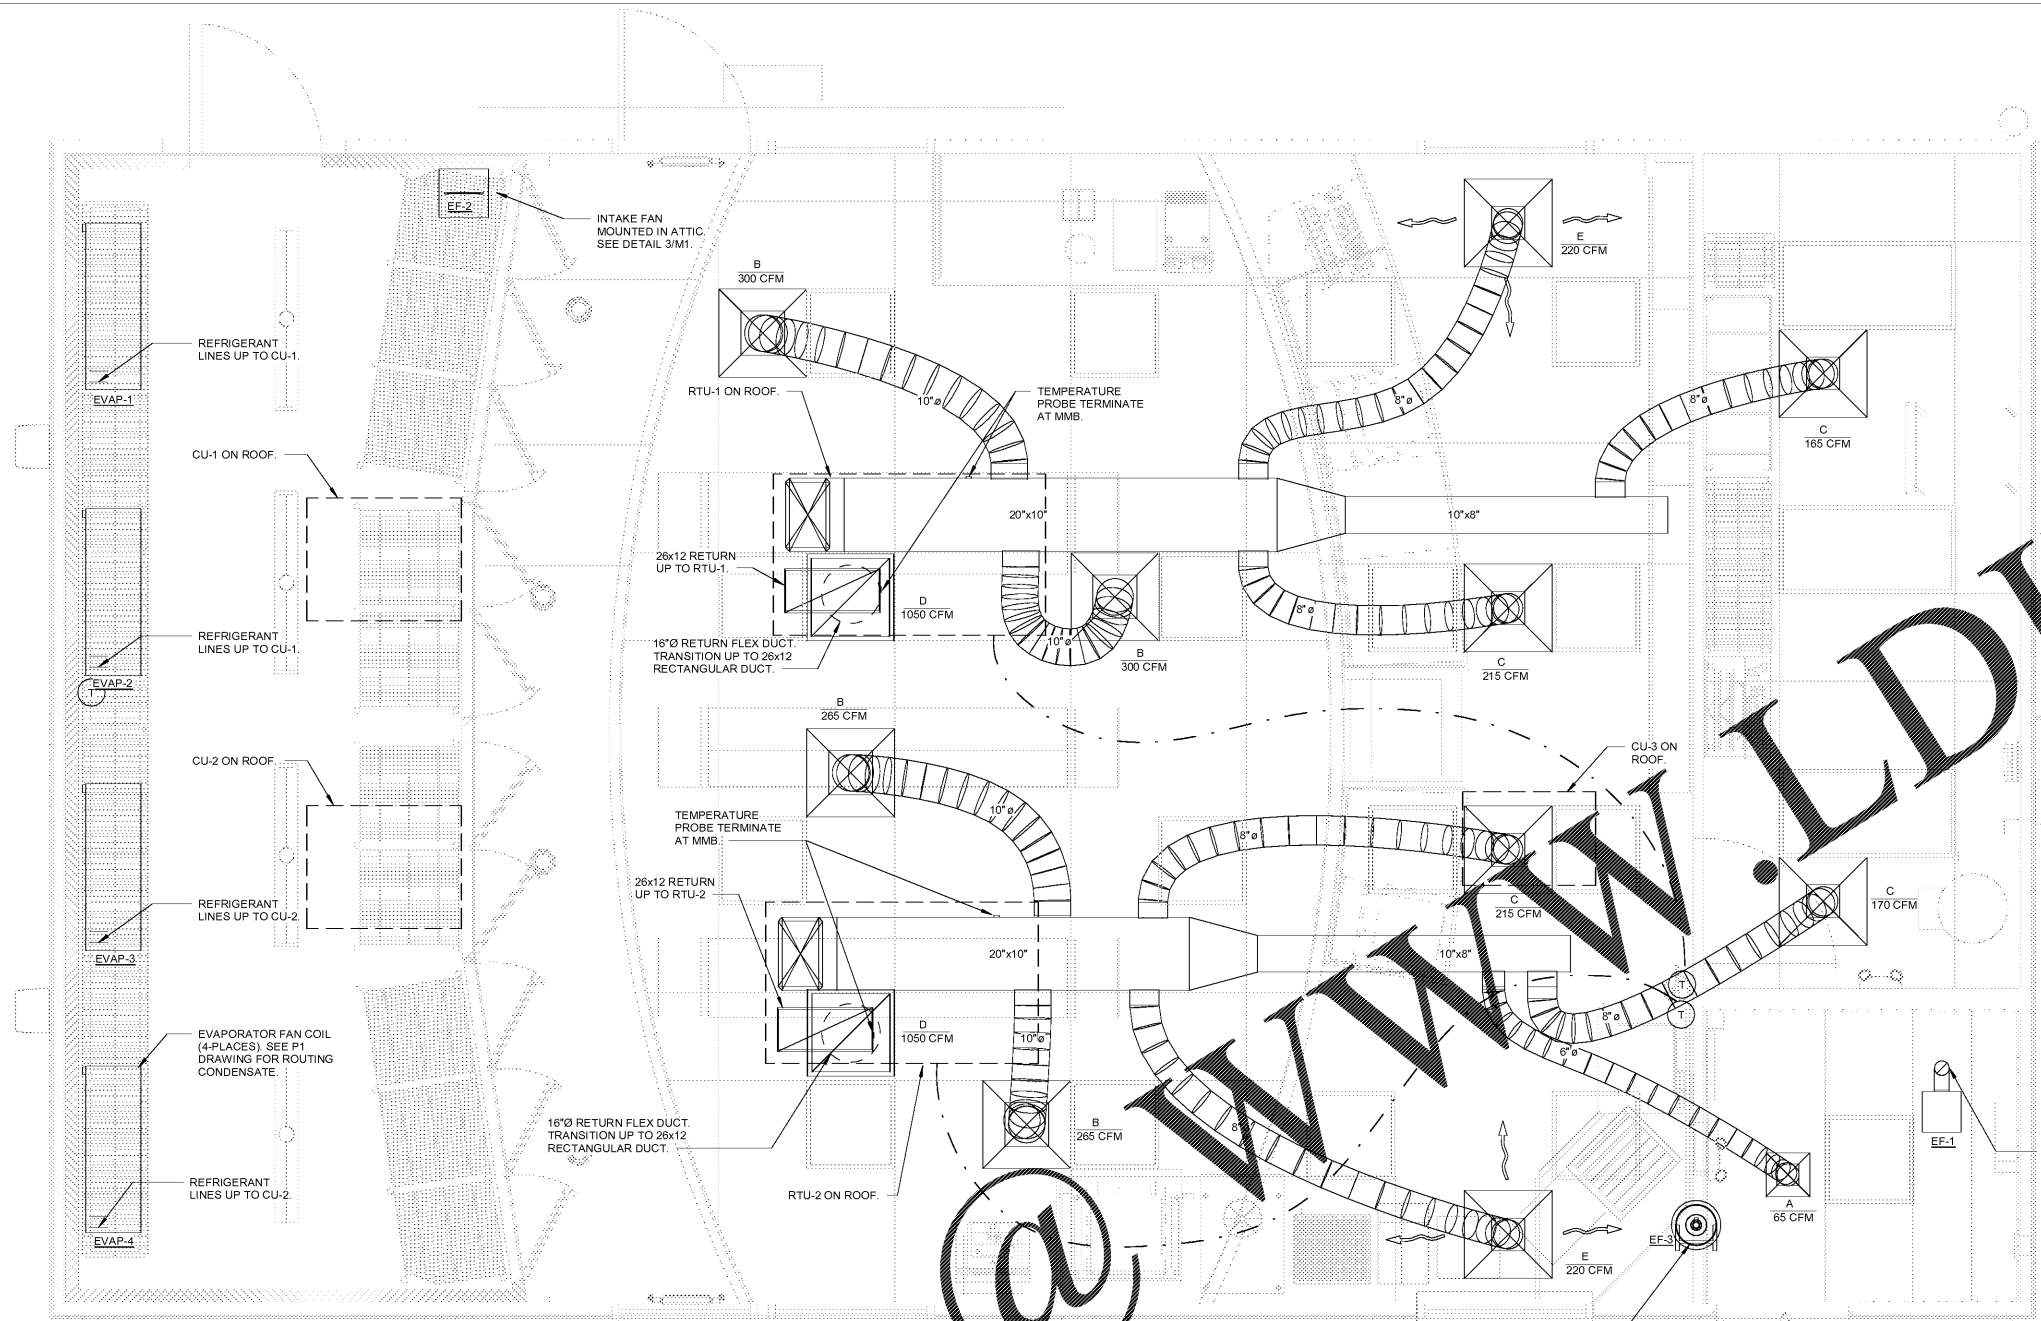 EF-2
INTAKE FAN
MOUNTED IN ATTIC.
SEE DETAIL 3/M1.
E
220 CFM
B
300 CFM
REFRIGERANT
LINES UP TO CU-1.
EVAP-1
RTU-1 ON ROOF.
10"ø
TEMPERATURE
PROBE TERMINATE
AT MMB.
8"ø
8"ø
C
165 CFM
CU-1 ON ROOF.
20"x10"
10"x8"
26x12 RETURN
UP TO RTU-1.
D
1050 CFM
8"ø
16"Ø RETURN FLEX DUCT.
TRANSITION UP TO 26x12
RECTANGULAR DUCT.
10"ø
B
300 CFM
C
215 CFM
REFRIGERANT
LINES UP TO CU-1.
EVAP-2
T
B
265 CFM
CU-2 ON ROOF.
CU-3 ON
ROOF.
TEMPERATURE
PROBE TERMINATE
AT MMB.
10"ø
8"ø
26x12 RETURN
UP TO RTU-2
C
215 CFM
C
170 CFM
REFRIGERANT
LINES UP TO CU-2.
EVAP-3
20"x10"
10"x8"
T
T
EVAPORATOR FAN COIL
(4-PLACES). SEE P1
DRAWING FOR ROUTING
CONDENSATE.
D
1050 CFM
10"ø
8"ø
6"ø
16"Ø RETURN FLEX DUCT.
TRANSITION UP TO 26x12
RECTANGULAR DUCT.
B
265 CFM
8"
EF-1
REFRIGERANT
LINES UP TO CU-2.
RTU-2 ON ROOF.
A
65 CFM
EVAP-4
EF-3
E
220 CFM
@ WWW.LD